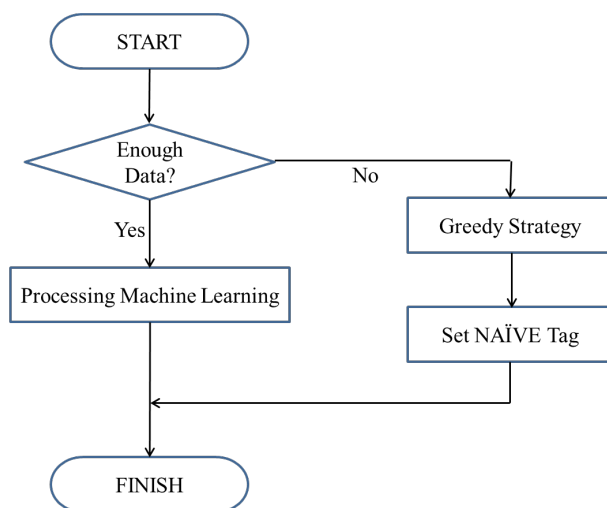 START
Enough
Data?
No
Yes
Greedy Strategy
Processing Machine Learning
Set NAÏVE Tag
FINISH